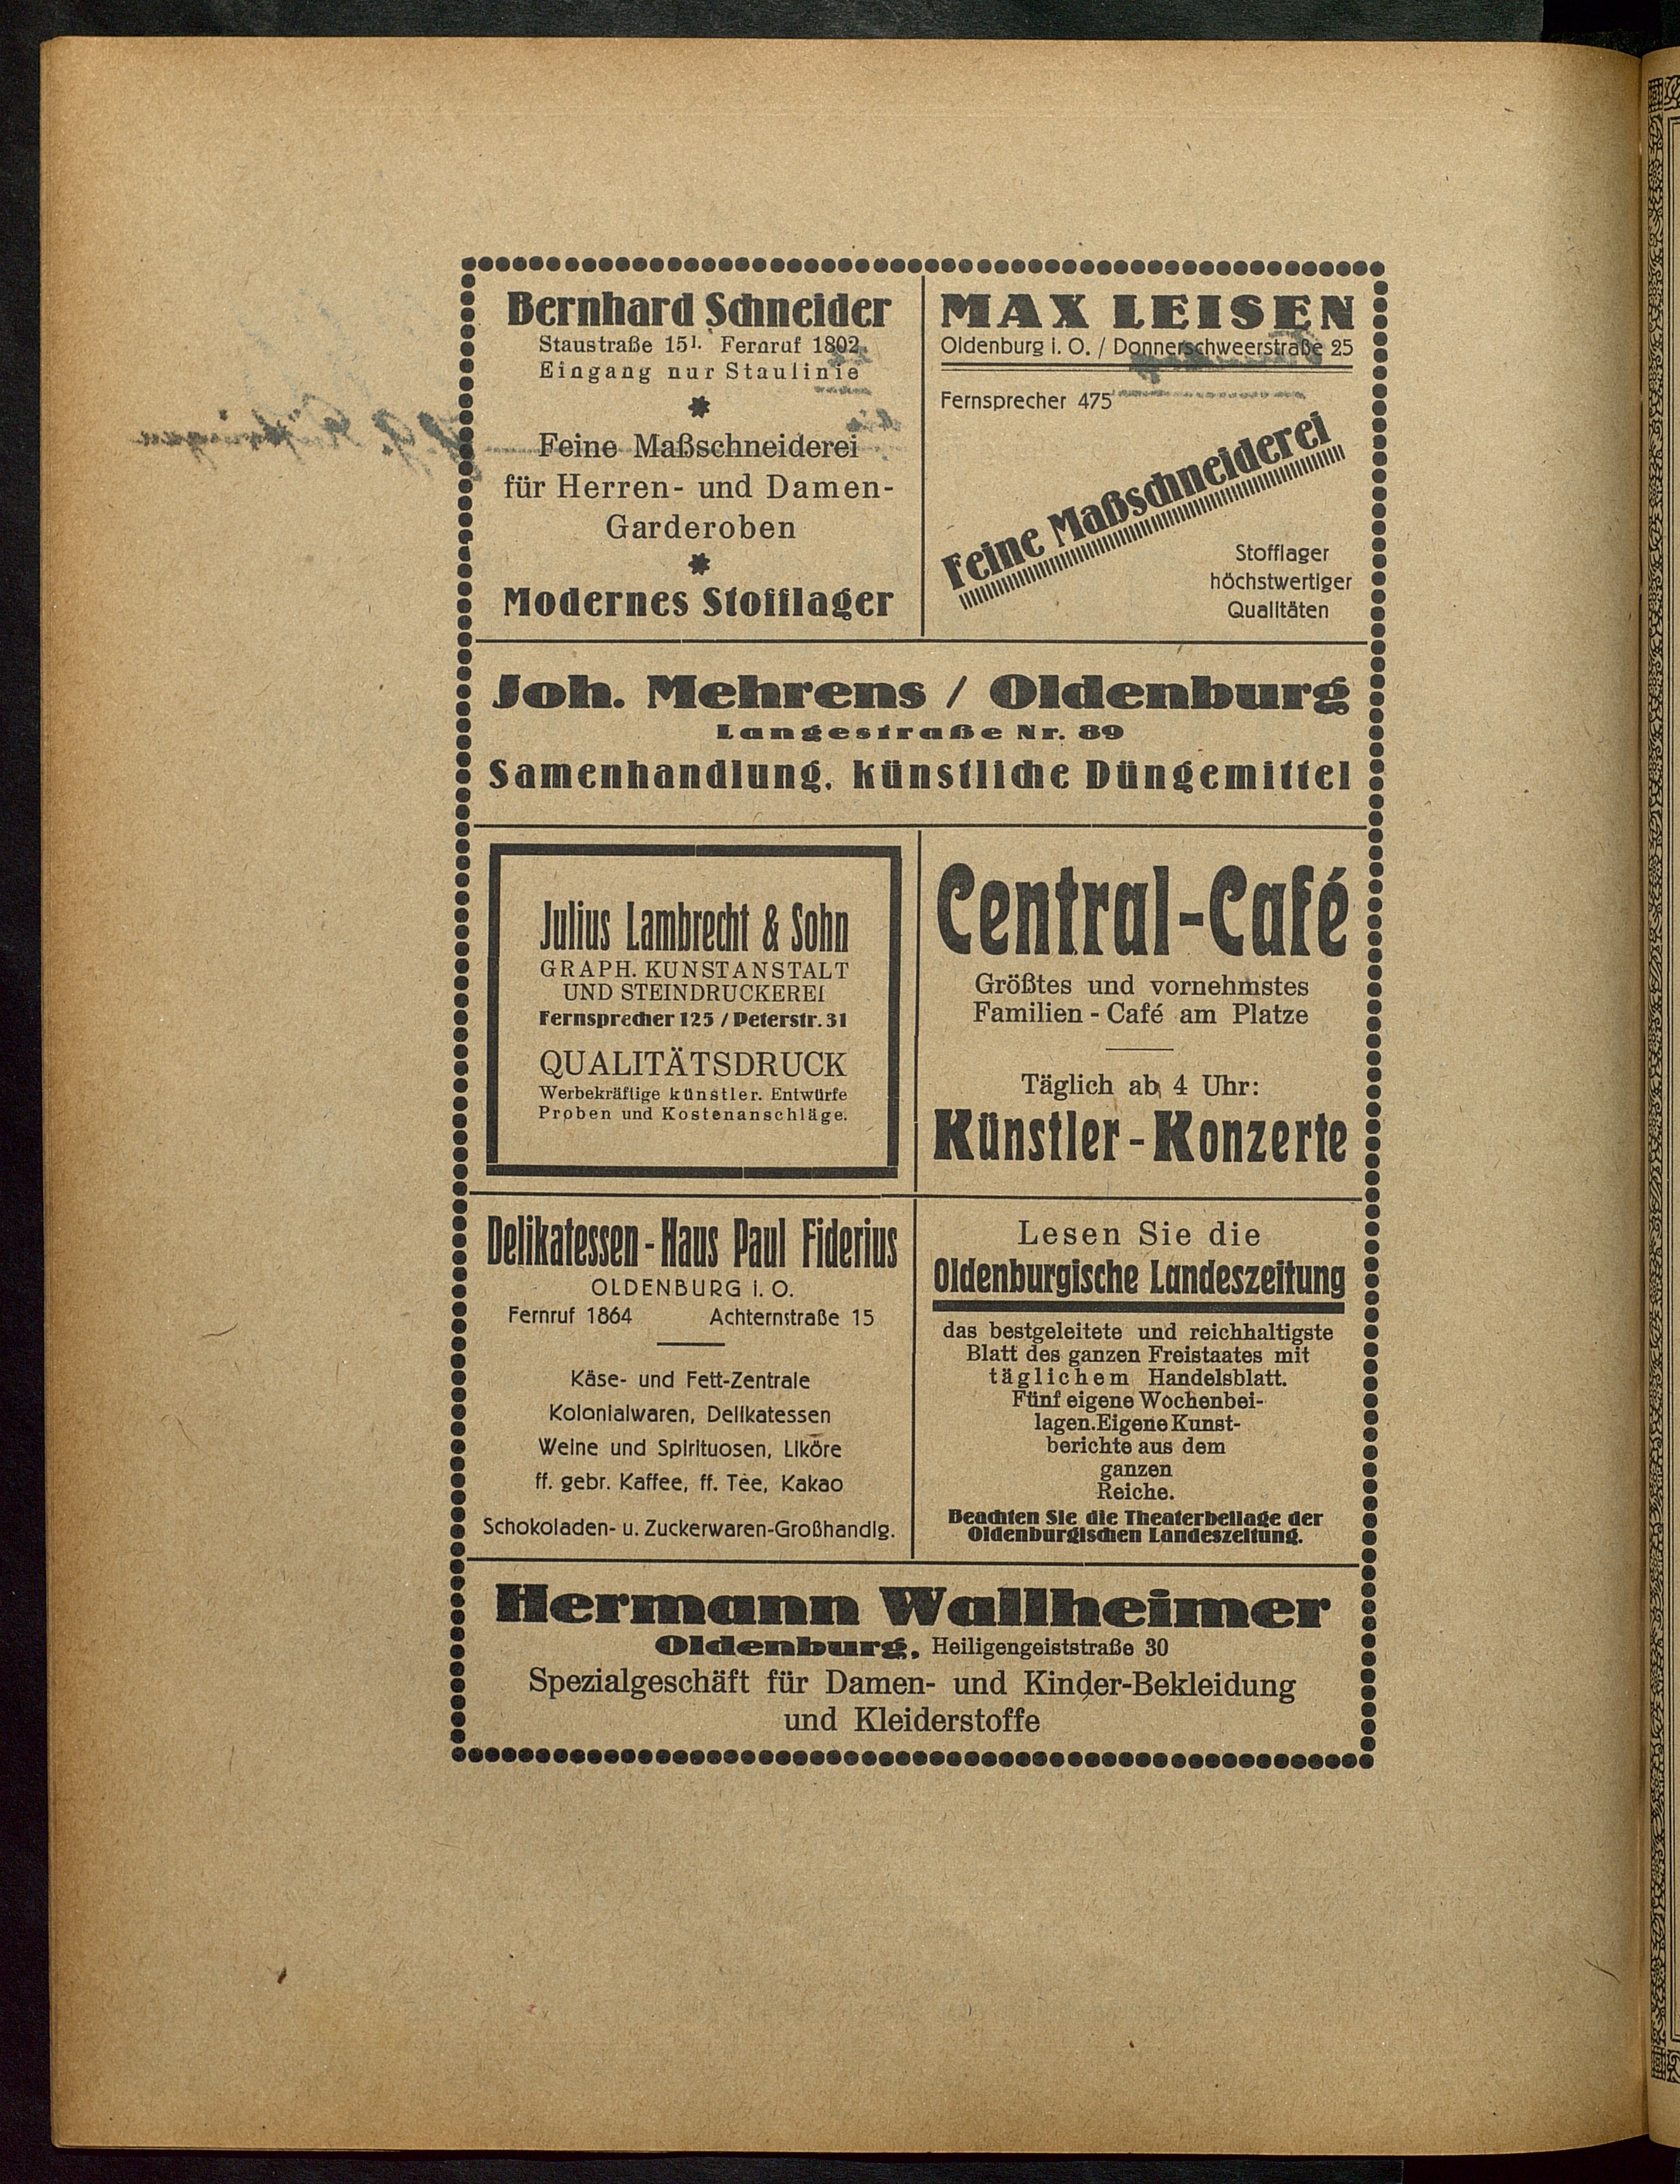 Bernhard Schneider
Staustraße 15¹· Fernruf 1802
Eingang nur Staulinie
Feine Maßschneiderei
für Herren- und Damen-
Garderoben
Modernes Stofflager
MAX LEISEN
Oldenburg i. O. / Donnerschweerstraße 25
Fernsprecher 475
Feine Maßschneiderei
Stofflager
höchstwertiger
Qualitäten
Joh. Mehrens / Oldenburg
Langestraße Nr. 89
Samenhandlung, künstliche Düngemittel
Julius Lambrecht & Sohn
GRAPH. KUNSTANSTALT
UND STEINDRUCKEREI
Fernsprecher 125 / Peterstr. 31
QUALITÄTSDRUCK
Werbekräftige künstler. Entwürfe
Proben und Kostenanschläge.
Central-Café
Größtes und vornehmstes
Familien-Café am Platze
Täglich ab 4 Uhr:
Künstler-Konzerte
Delikatessen-Haus Paul Fiderius
OLDENBURG i. O.
Fernruf 1864 Achternstraße 15
Käse- und Fett-Zentrale
Kolonialwaren, Delikatessen
Weine und Spirituosen, Liköre
ff. gebr. Kaffee, ff. Tee, Kakao
Schokoladen- u. Zuckerwaren-Großhandlg.
Lesen Sie die
Oldenburgische Landeszeitung
das bestgeleitete und reichhaltigste
Blatt des ganzen Freistaates mit
täglichem Handelsblatt.
Fünf eigene Wochenbei-
lagen. Eigene Kunst-
berichte aus dem
ganzen
Reiche.
Beachten Sie die Theaterbeilage der
Oldenburgischen Landeszeitung.
Hermann Wallheimer
Oldenburg, Heiligengeiststraße 30
Spezialgeschäft für Damen- und Kinder-Bekleidung
und Kleiderstoffe